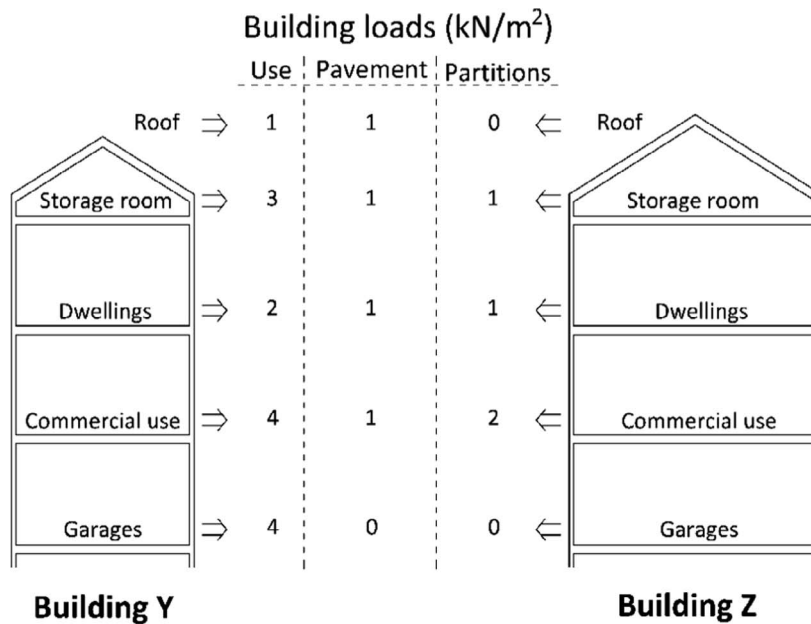 Building loads (kN/m²)
Use Pavement Partitions
Roof ⇒ 1 1 0 ⇐ Roof
Storage room ⇒ 3 1 1 ⇐ Storage room
Dwellings ⇒ 2 1 1 ⇐ Dwellings
Commercial use ⇒ 4 1 2 ⇐ Commercial use
Garages ⇒ 4 0 0 ⇐ Garages
Building Y Building Z